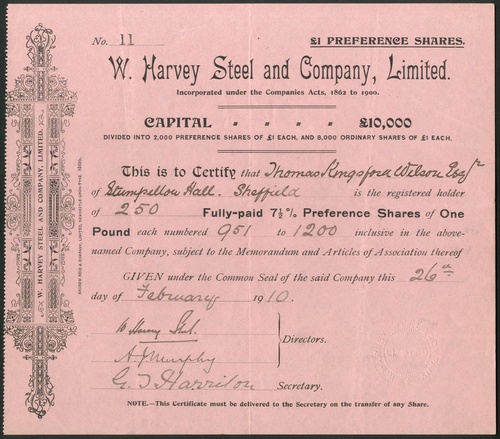 No. 11
£1 PREFERENCE SHARES.
W. Harvey Steel and Company, Limited.
Incorporated under the Companies Acts, 1862 to 1900.
CAPITAL £10,000
DIVIDED INTO 2,000 PREFERENCE SHARES OF £1 EACH, AND 8,000 ORDINARY SHARES OF £1 EACH.
This is to Certify that Thomas Kingsford Wilson Esqr
of Hall. Sheffield is the registered holder
of 250 Fully-paid 7½% Preference Shares of One
Pound each numbered 951 to 1200 inclusive in the above-
named Company, subject to the Memorandum and Articles of Association thereof
GIVEN under the Common Seal of the said Company this 26th
day of February 1910.
W Harvey Steel.
A. J. Murphy
Directors.
G. T. Harrison
Secretary.
NOTE.—This Certificate must be delivered to the Secretary on the transfer of any Share.
W. HARVEY STEEL AND COMPANY, LIMITED.